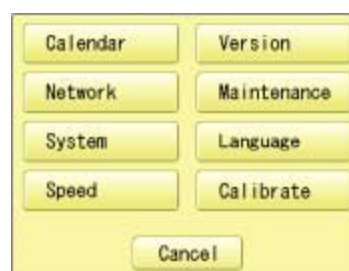 Calendar Version
Network Maintenance
System Language
Speed Calibrate
Cancel